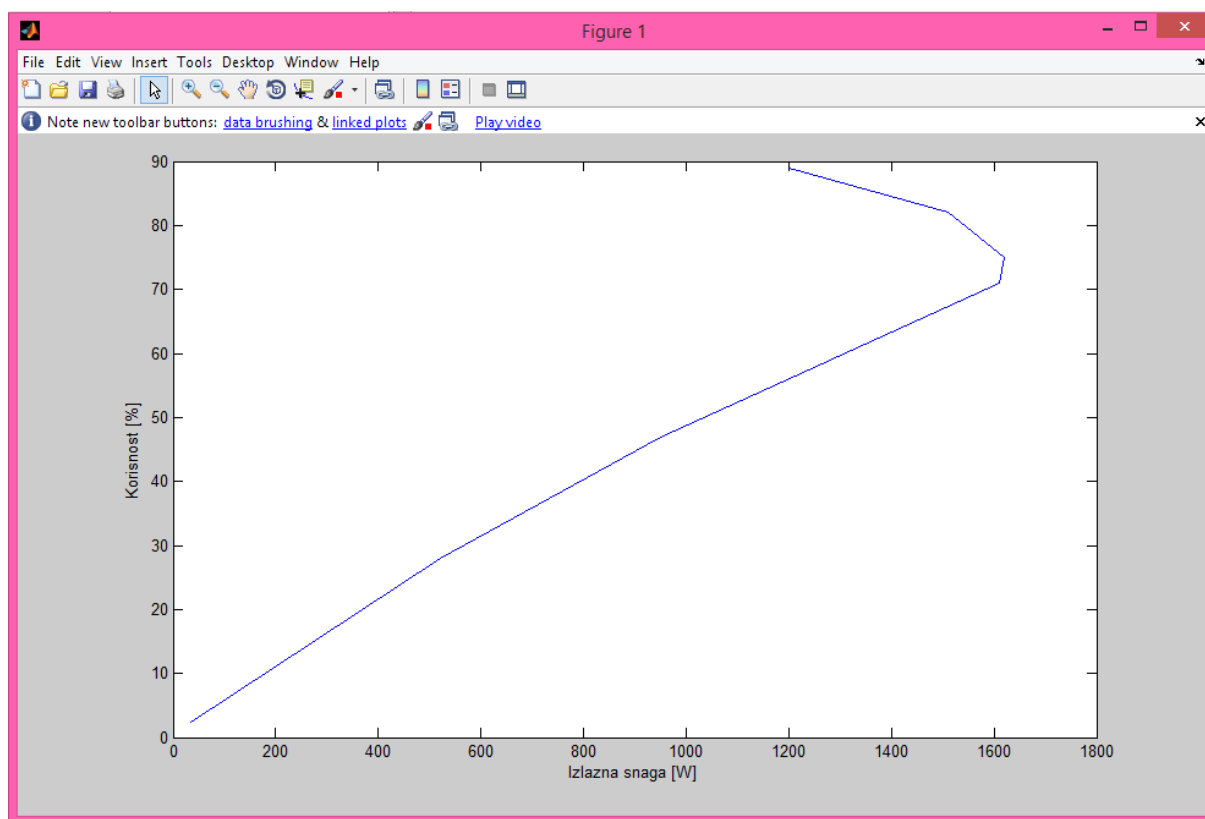 Figure 1
File Edit View Insert Tools Desktop Window Help
Note new toolbar buttons: data brushing & linked plots Play video
90
80
70
60
50
40
30
20
10
0
Korisnost [%]
0 200 400 600 800 1000 1200 1400 1600 1800
Izlazna snaga [W]